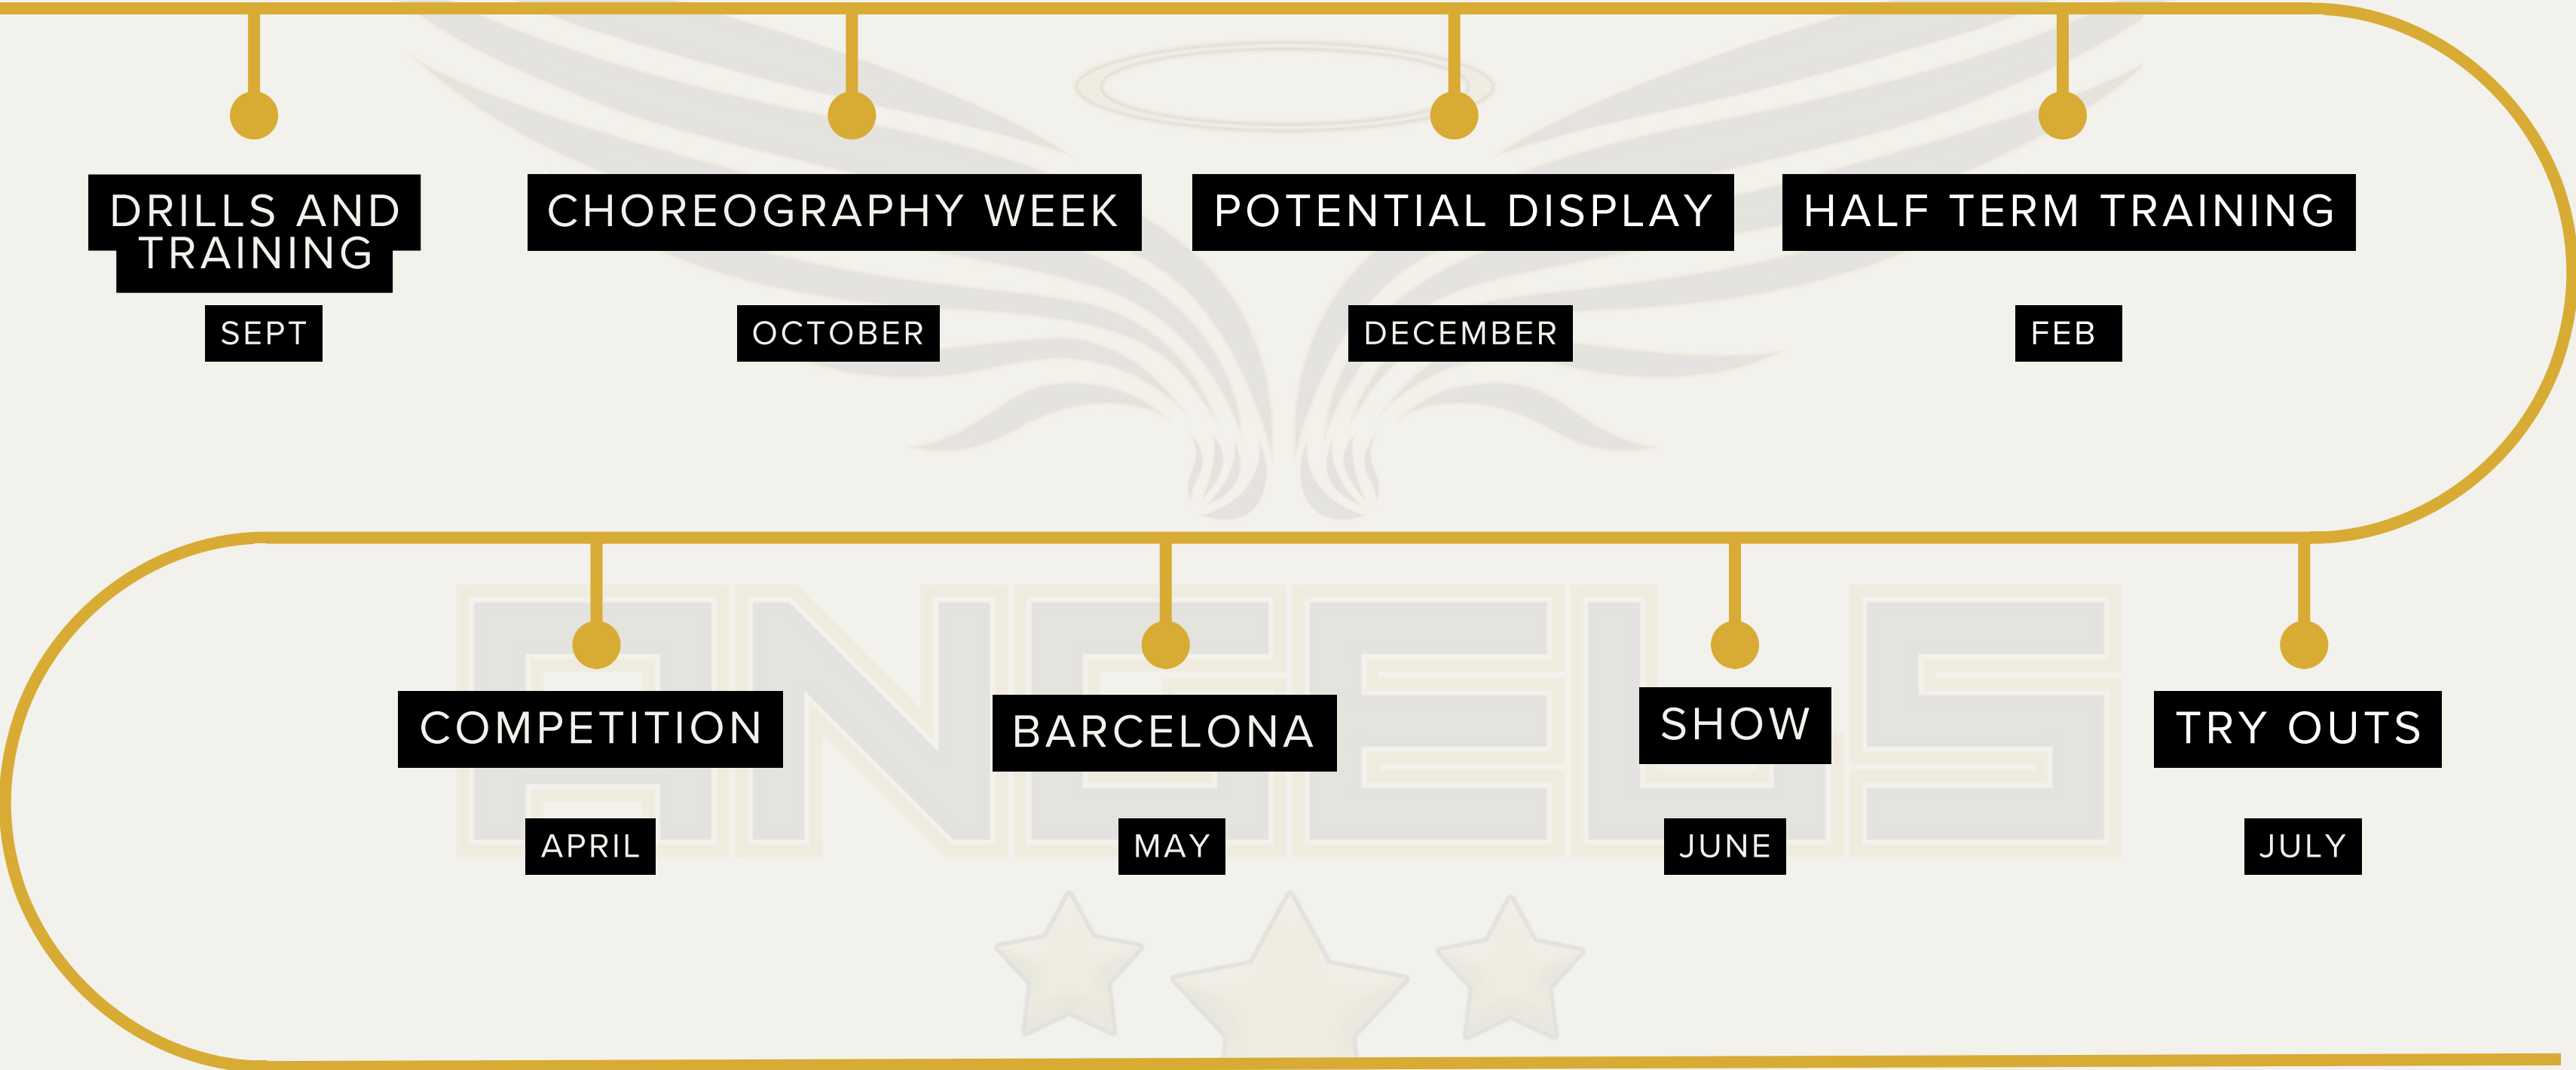 DRILLS AND
TRAINING
SEPT
CHOREOGRAPHY WEEK
OCTOBER
POTENTIAL DISPLAY
DECEMBER
HALF TERM TRAINING
FEB
COMPETITION
APRIL
BARCELONA
MAY
SHOW
JUNE
TRY OUTS
JULY
ANGELS